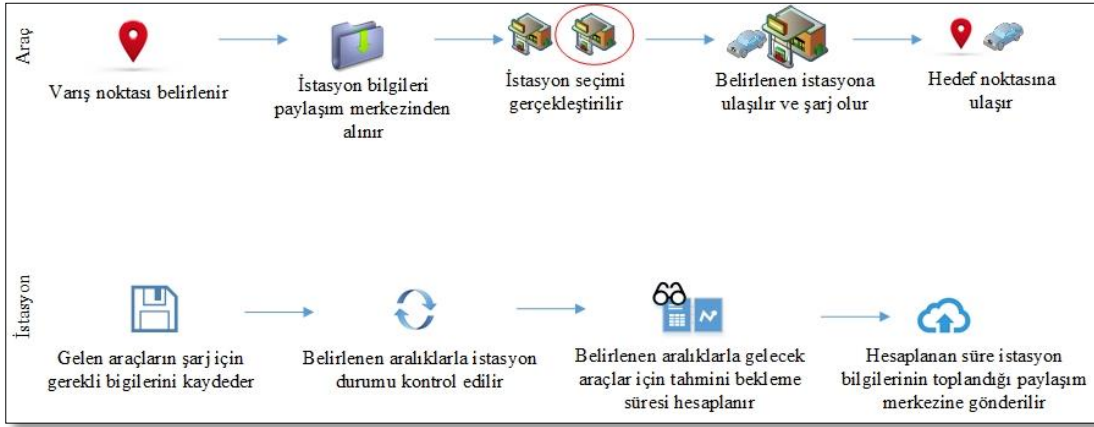 Araç
Varış noktası belirlenir
İstasyon bilgileri
paylaşım merkezinden
alınır
İstasyon seçimi
gerçekleştirilir
Belirlenen istasyona
ulaşılır ve şarj olur
Hedef noktasına
ulaşır
İstasyon
Gelen araçların şarj için
gerekli bigilerini kaydeder
Belirlenen aralıklarla istasyon
durumu kontrol edilir
Belirlenen aralıklarla gelecek
araçlar için tahmini bekleme
süresi hesaplanır
Hesaplanan süre istasyon
bilgilerinin toplandığı paylaşım
merkezine gönderilir